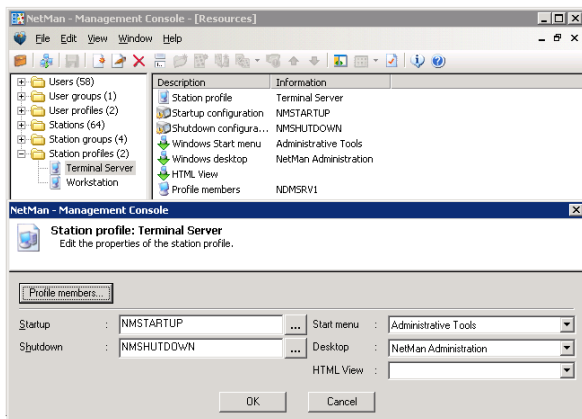 NetMan - Management Console - [Resources]
File Edit View Window Help
Users (58)
User groups (1)
User profiles (2)
Stations (64)
Station groups (4)
Station profiles (2)
Terminal Server
Workstation
Description Information
Station profile Terminal Server
Startup configuration NMSTARTUP
Shutdown configura... NMSHUTDOWN
Windows Start menu Administrative Tools
Windows desktop NetMan Administration
HTML View
Profile members NDMSRV1
NetMan - Management Console
Station profile: Terminal Server
Edit the properties of the station profile.
Profile members...
Startup : NMSTARTUP ... Start menu : Administrative Tools
Shutdown : NMSHUTDOWN ... Desktop : NetMan Administration
HTML View :
OK Cancel